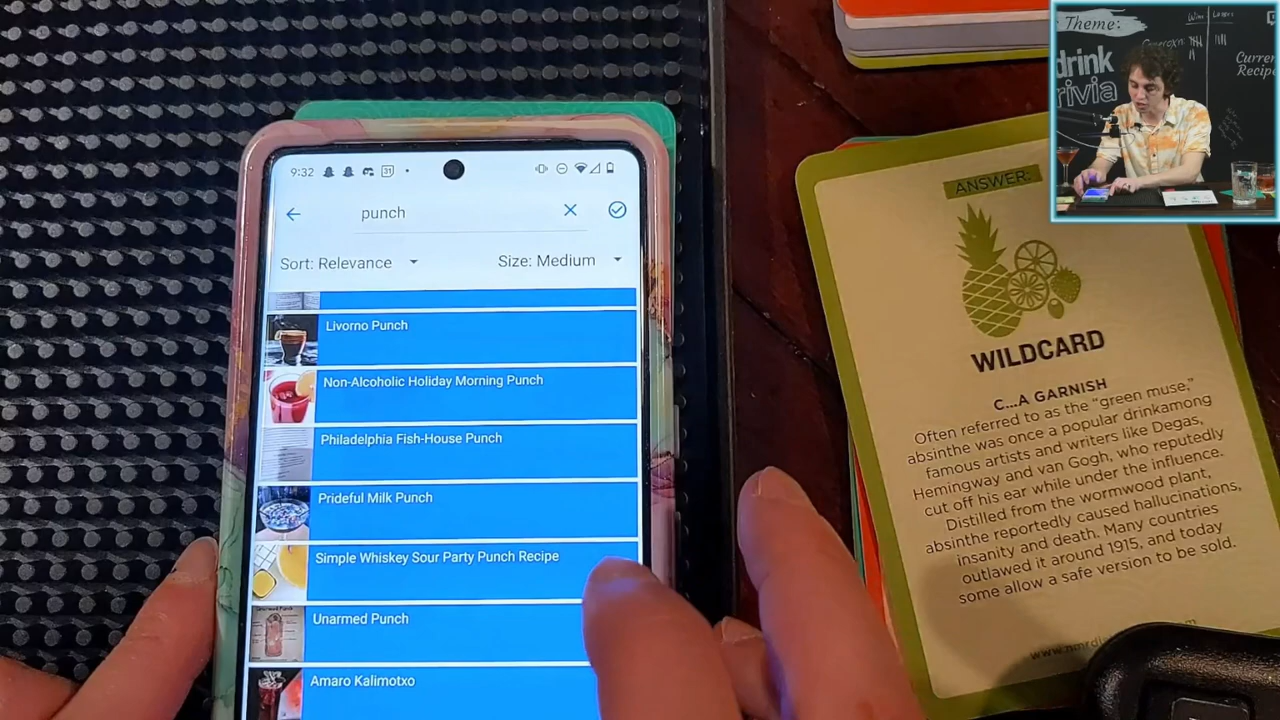 9:32
31
punch
Sort: Relevance
Size: Medium
Livorno Punch
Non-Alcoholic Holiday Morning Punch
Philadelphia Fish-House Punch
Prideful Milk Punch
Simple Whiskey Sour Party Punch Recipe
Unarmed Punch
Amaro Kalimotxo
ANSWER:
WILDCARD
C...A GARNISH
Often referred to as the "green muse,"
absinthe was once a popular drinkamong
famous artists and writers like Degas,
Hemingway and van Gogh, who reputedly
cut off his ear while under the influence.
Distilled from the wormwood plant,
absinthe reportedly caused hallucinations,
insanity and death. Many countries
outlawed it around 1915, and today
some allow a safe version to be sold.
Theme:
drink
Wins
Losses
Current
Recipe